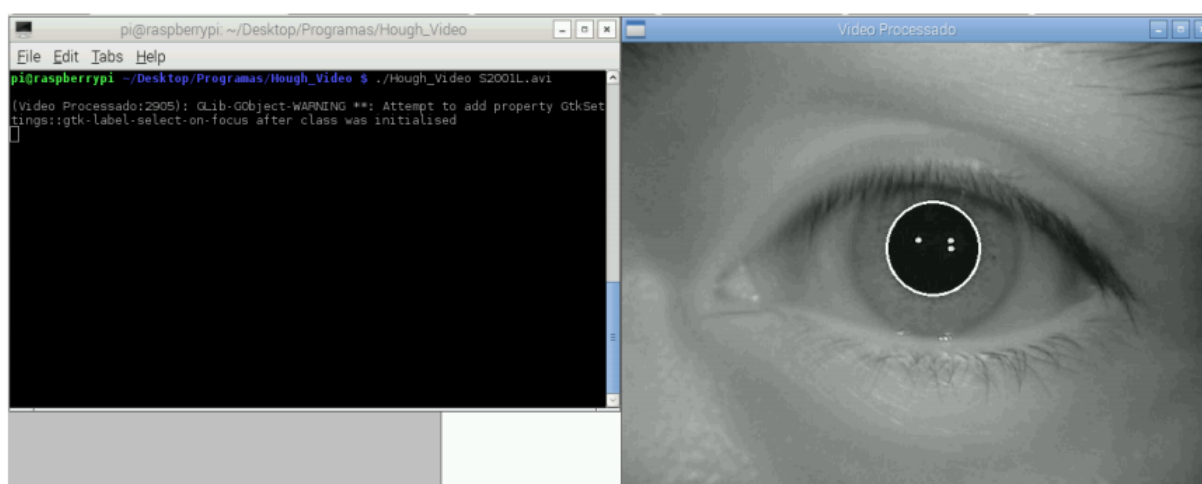 pi@raspberrypi: ~/Desktop/Programas/Hough_Video
File Edit Tabs Help
pi@raspberrypi ~/Desktop/Programas/Hough_Video $ ./Hough_Video S2001L.avi
(Video Processado:2905): GLib-GObject-WARNING **: Attempt to add property GtkSet
tings::gtk-label-select-on-focus after class was initialised
Video Processado